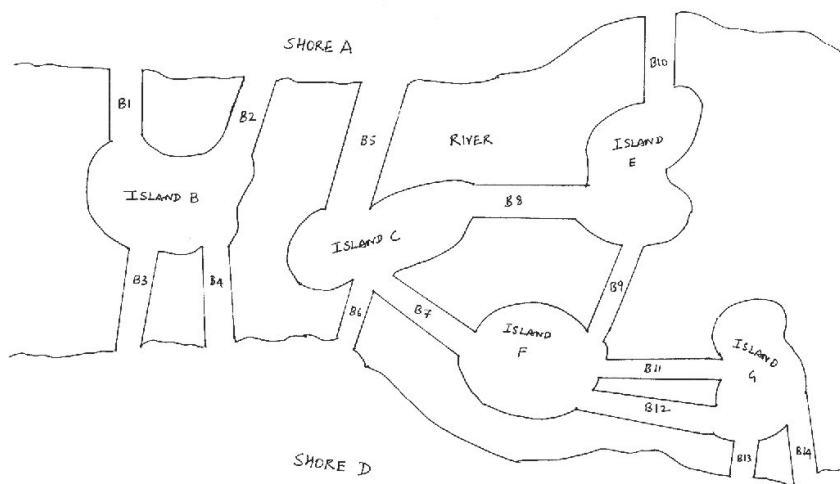 SHORE A
B10
B1
B2
B5
RIVER
ISLAND
E
ISLAND B
B8
ISLAND C
B3
B4
B9
B6
B7
ISLAND
F
ISLAND
G
B11
B12
B13
B14
SHORE D